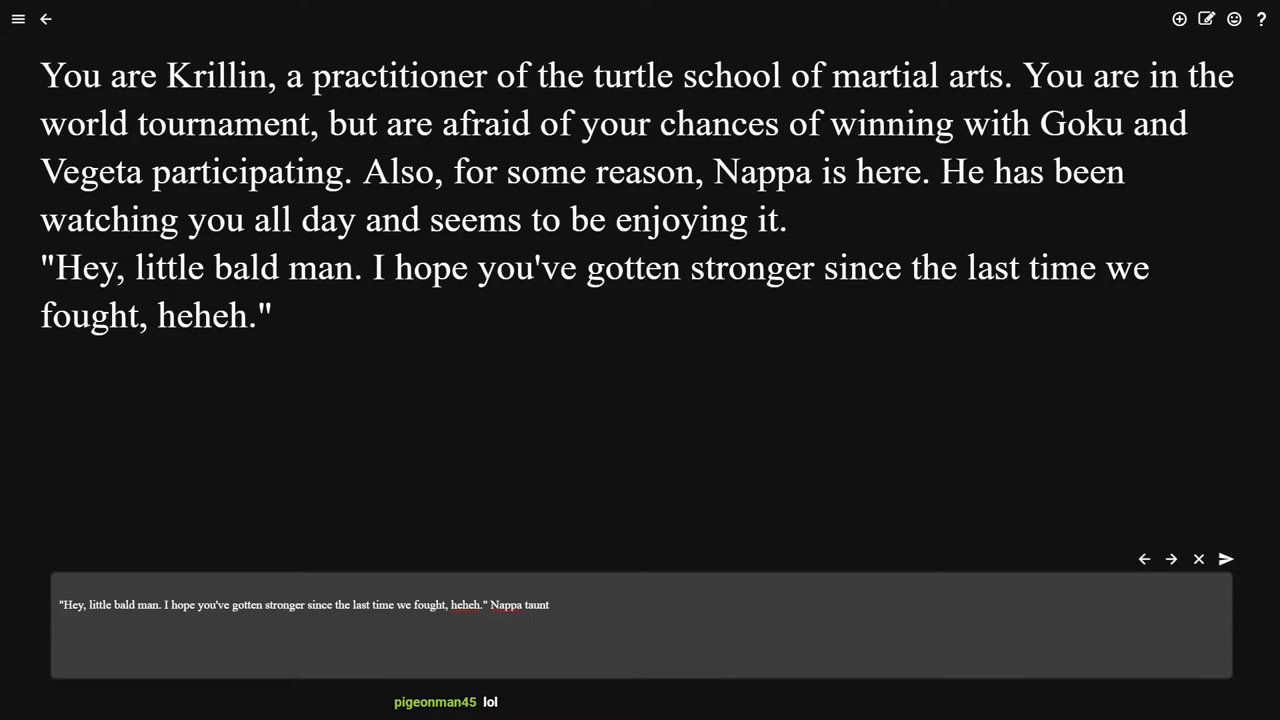 You are Krillin, a practitioner of the turtle school of martial arts. You are in the
world tournament, but are afraid of your chances of winning with Goku and
Vegeta participating. Also, for some reason, Nappa is here. He has been
watching you all day and seems to be enjoying it.
"Hey, little bald man. I hope you've gotten stronger since the last time we
fought, heheh."
"Hey, little bald man. I hope you've gotten stronger since the last time we fought, heheh." Nappa taunt
pigeonman45 lol